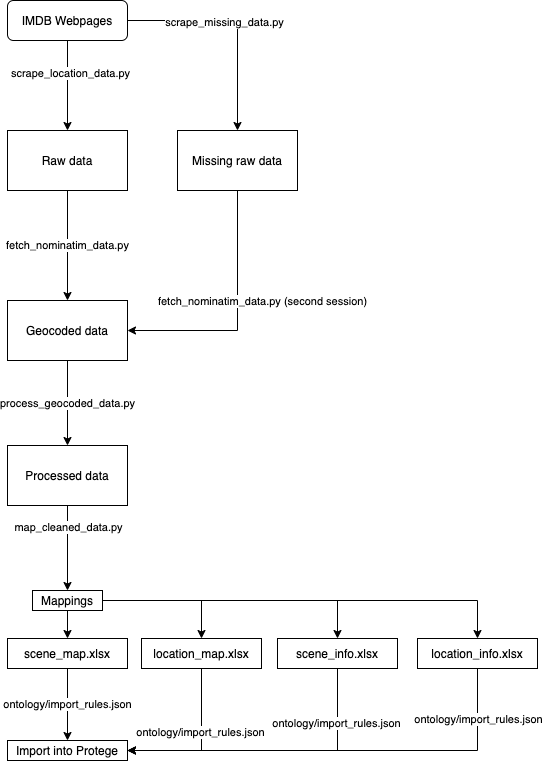 IMDB Webpages
scrape_missing_data.py
scrape_location_data.py
Raw data
Missing raw data
fetch_nominatim_data.py
fetch_nominatim_data.py (second session)
Geocoded data
process_geocoded_data.py
Processed data
map_cleaned_data.py
Mappings
scene_map.xlsx
location_map.xlsx
scene_info.xlsx
location_info.xlsx
ontology/import_rules.json
ontology/import_rules.json
ontology/import_rules.json
ontology/import_rules.json
Import into Protege